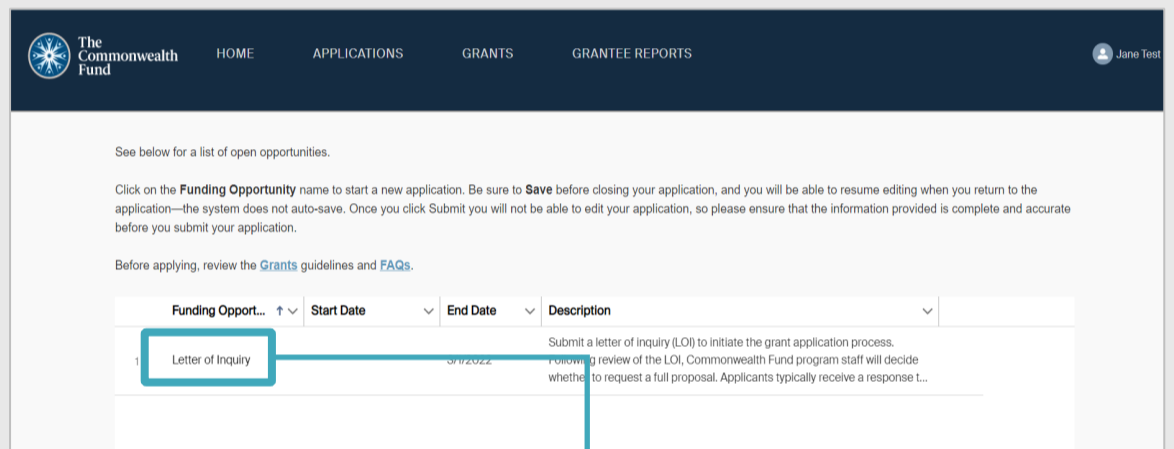 The
Commonwealth
Fund
HOME APPLICATIONS GRANTS GRANTEE REPORTS Jane Test
See below for a list of open opportunities.
Click on the Funding Opportunity name to start a new application. Be sure to Save before closing your application, and you will be able to resume editing when you return to the
application—the system does not auto-save. Once you click Submit you will not be able to edit your application, so please ensure that the information provided is complete and accurate
before you submit your application.
Before applying, review the Grants guidelines and FAQs.
Funding Opport... Start Date End Date Description
1 Letter of Inquiry Submit a letter of inquiry (LOI) to initiate the grant application process.
Following review of the LOI, Commonwealth Fund program staff will decide
whether to request a full proposal. Applicants typically receive a response t...